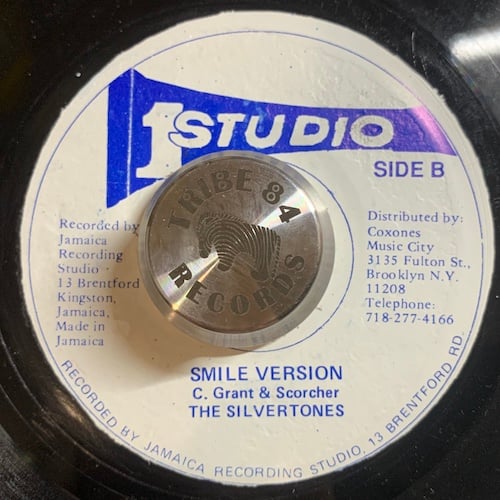 1 STUDIO
SIDE B
TRIBE 84
RECORDS
Recorded by
Jamaica
Recording
Studio
13 Brentford
Kingston,
Jamaica.
Made in
Jamaica
Distributed by:
Coxones
Music City
3135 Fulton St.,
Brooklyn N.Y.
11208
Telephone:
718-277-4166
SMILE VERSION
C. Grant & Scorcher
THE SILVERTONES
RECORDED BY JAMAICA RECORDING STUDIO, 13 BRENTFORD RD.